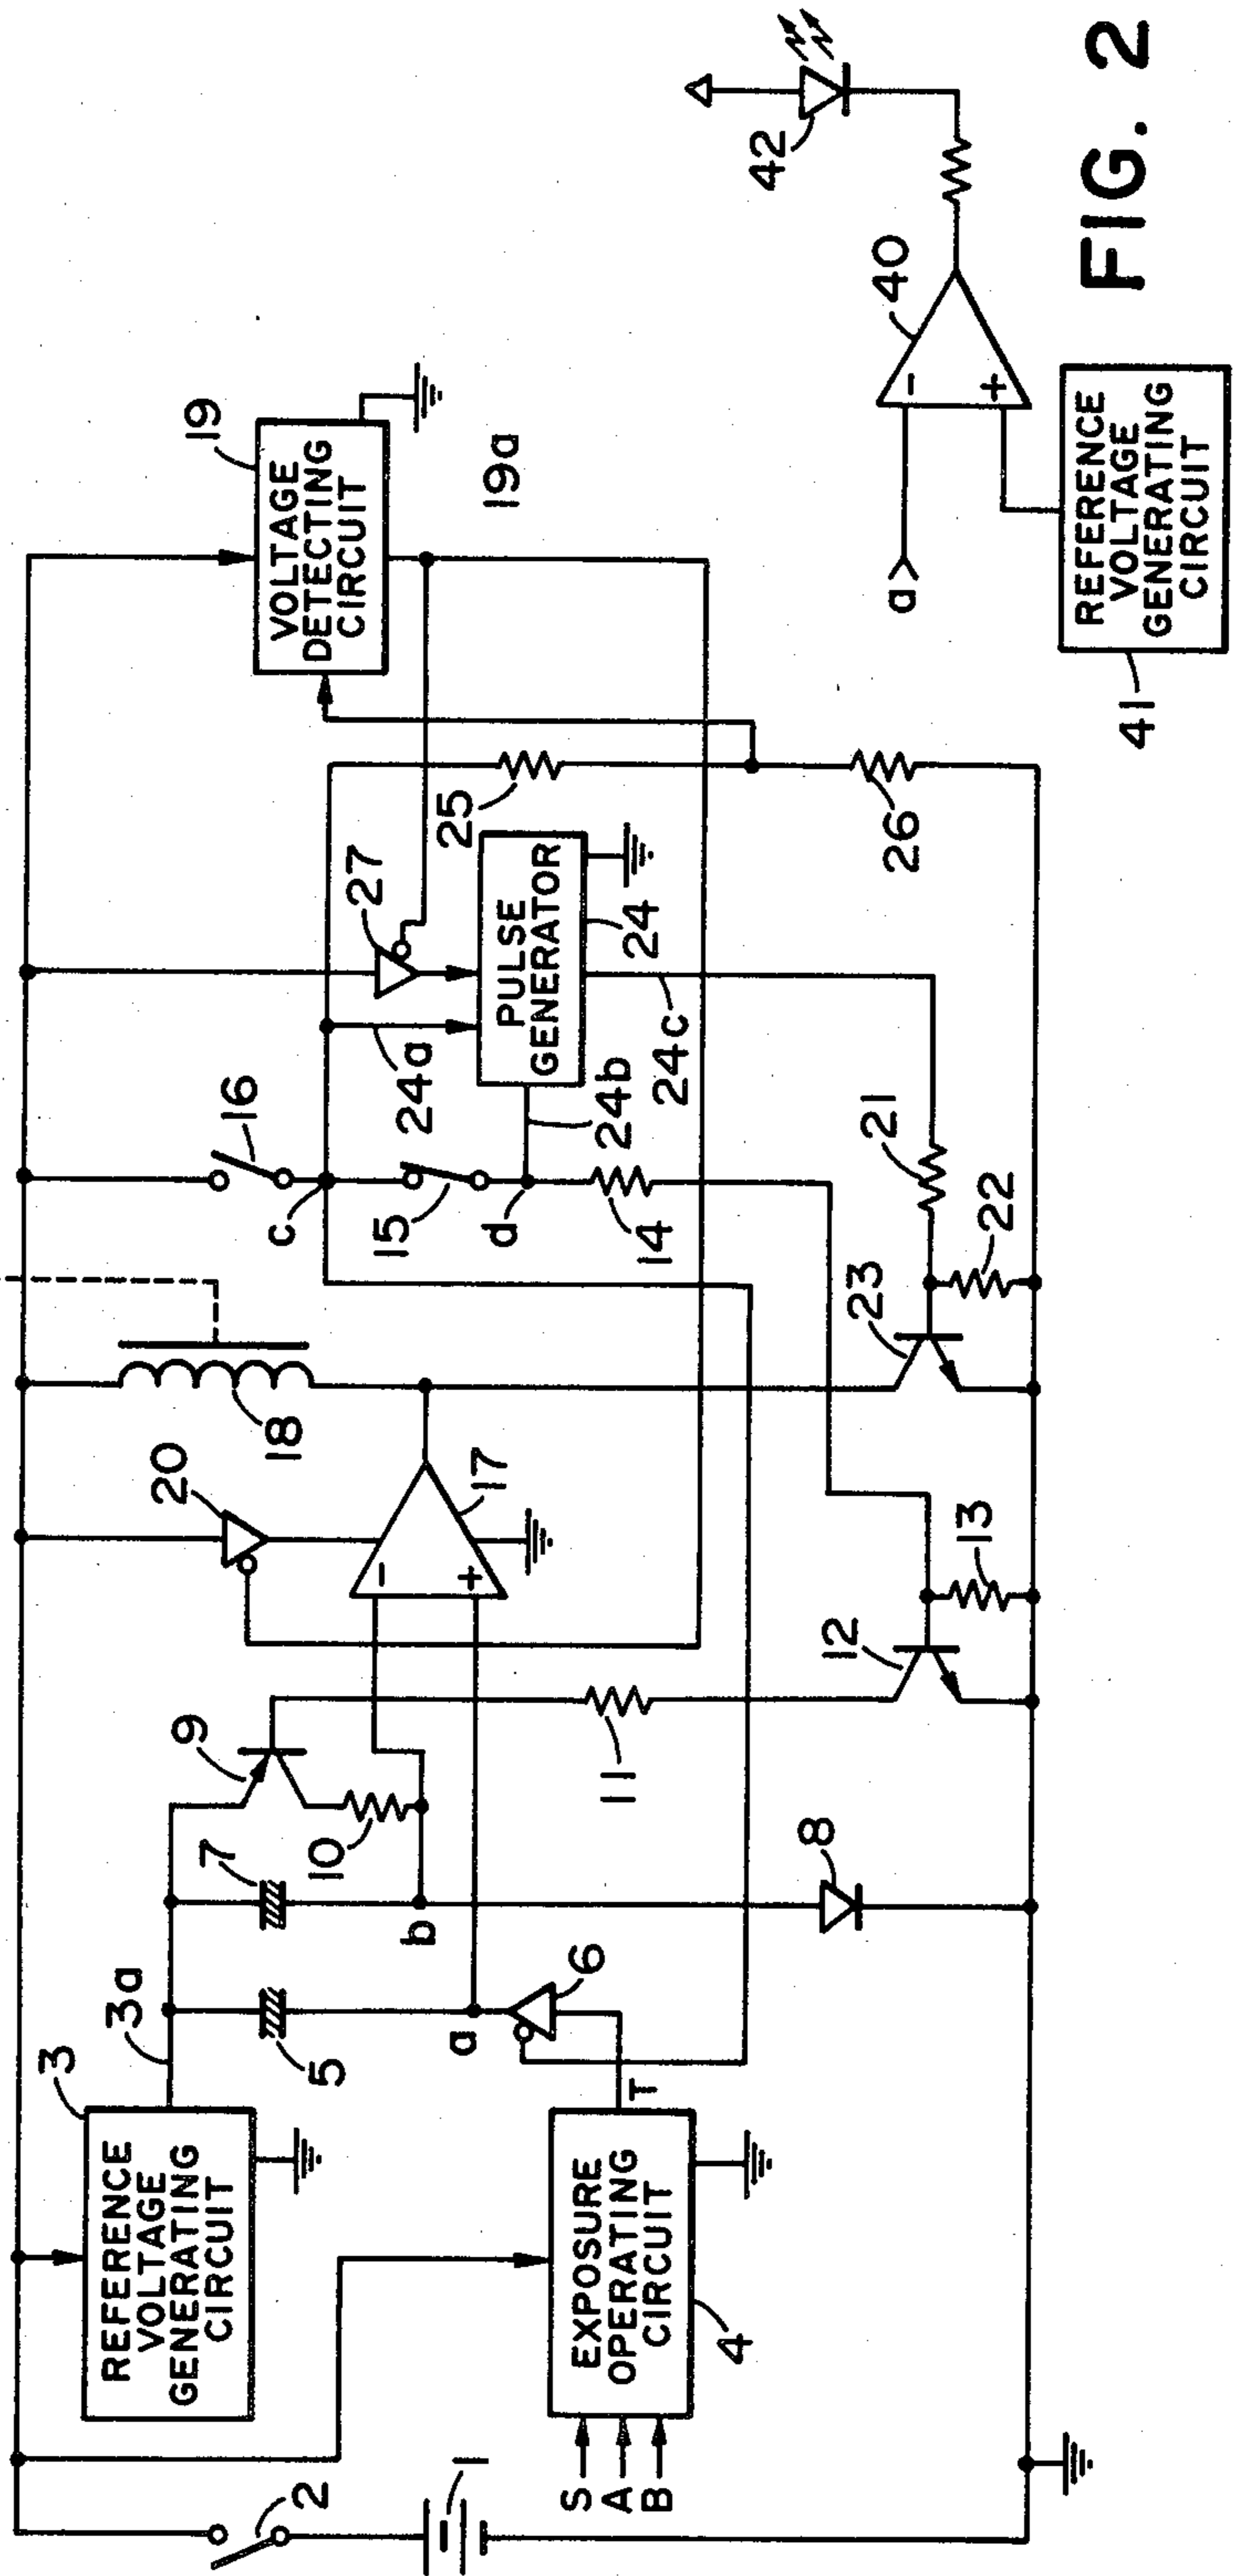 3
REFERENCE
VOLTAGE
GENERATING
CIRCUIT
3a
2
1
S
A
B
EXPOSURE
OPERATING
CIRCUIT
4
T
5
a
6
7
b
8
9
10
11
12
13
20
17
18
16
c
15
d
14
23
22
21
24a
24b
24c
27
PULSE
GENERATOR
24
25
26
19
VOLTAGE
DETECTING
CIRCUIT
19a
a
40
-
+
-
+
41
REFERENCE
VOLTAGE
GENERATING
CIRCUIT
42
FIG. 2